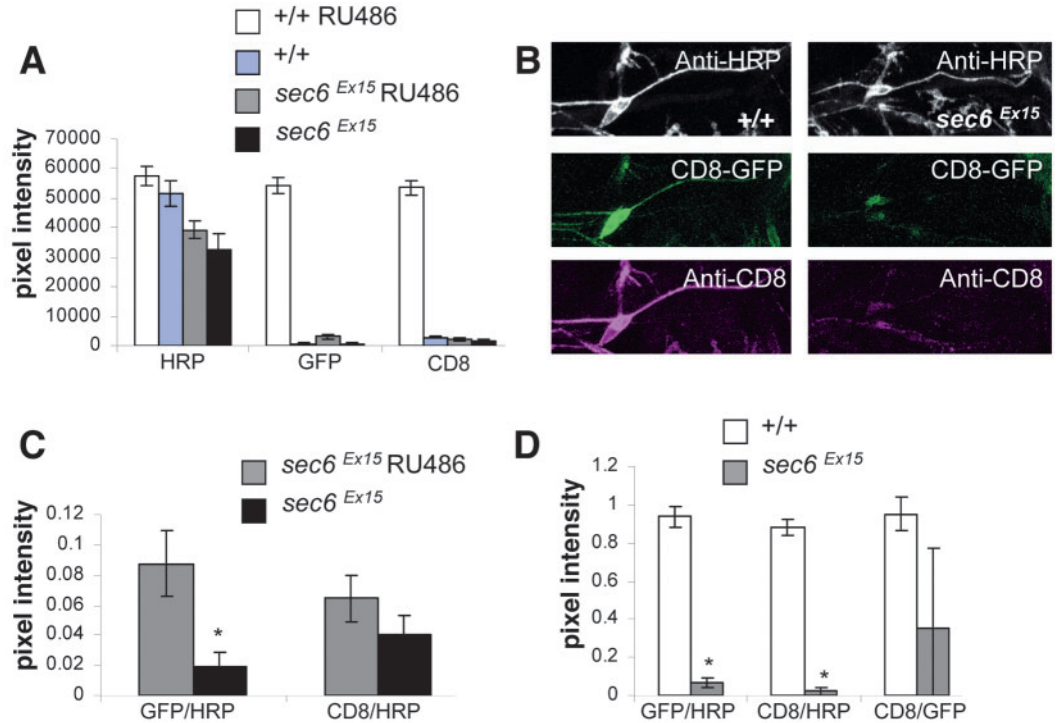 A
+/+ RU486
+/+
sec6 Ex15 RU486
sec6 Ex15
pixel intensity
70000
60000
50000
40000
30000
20000
10000
0
HRP
GFP
CD8
B
Anti-HRP
+/+
Anti-HRP
sec6 Ex15
CD8-GFP
CD8-GFP
Anti-CD8
Anti-CD8
C
sec6 Ex15 RU486
sec6 Ex15
pixel intensity
0.12
0.1
0.08
0.06
0.04
0.02
0
*
GFP/HRP
CD8/HRP
D
+/+
sec6 Ex15
pixel intensity
1.2
1
0.8
0.6
0.4
0.2
0
*
*
GFP/HRP
CD8/HRP
CD8/GFP